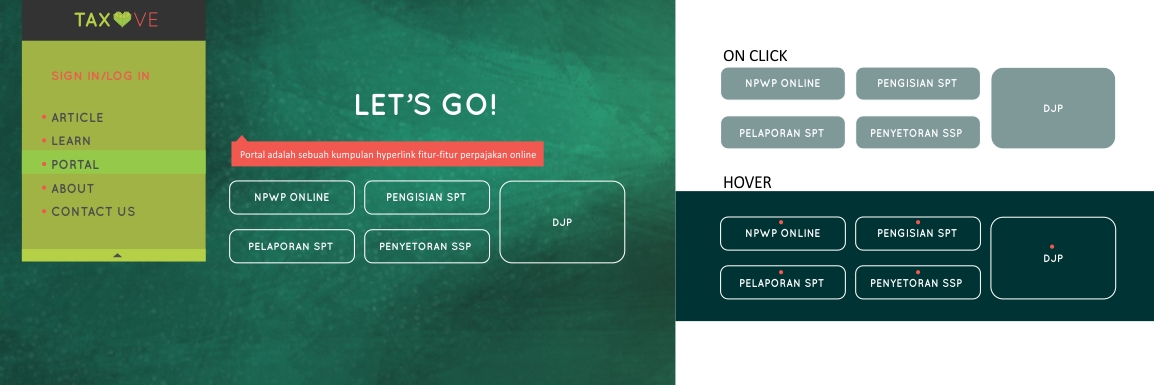 TAX VE
SIGN IN/LOG IN
ARTICLE
LEARN
PORTAL
ABOUT
CONTACT US
LET'S GO!
Portal adalah sebuah kumpulan hyperlink fitur-fitur perpajakan online
NPWP ONLINE
PENGISIAN SPT
DJP
PELAPORAN SPT
PENYETORAN SSP
ON CLICK
NPWP ONLINE
PENGISIAN SPT
DJP
PELAPORAN SPT
PENYETORAN SSP
HOVER
NPWP ONLINE
PENGISIAN SPT
DJP
PELAPORAN SPT
PENYETORAN SSP